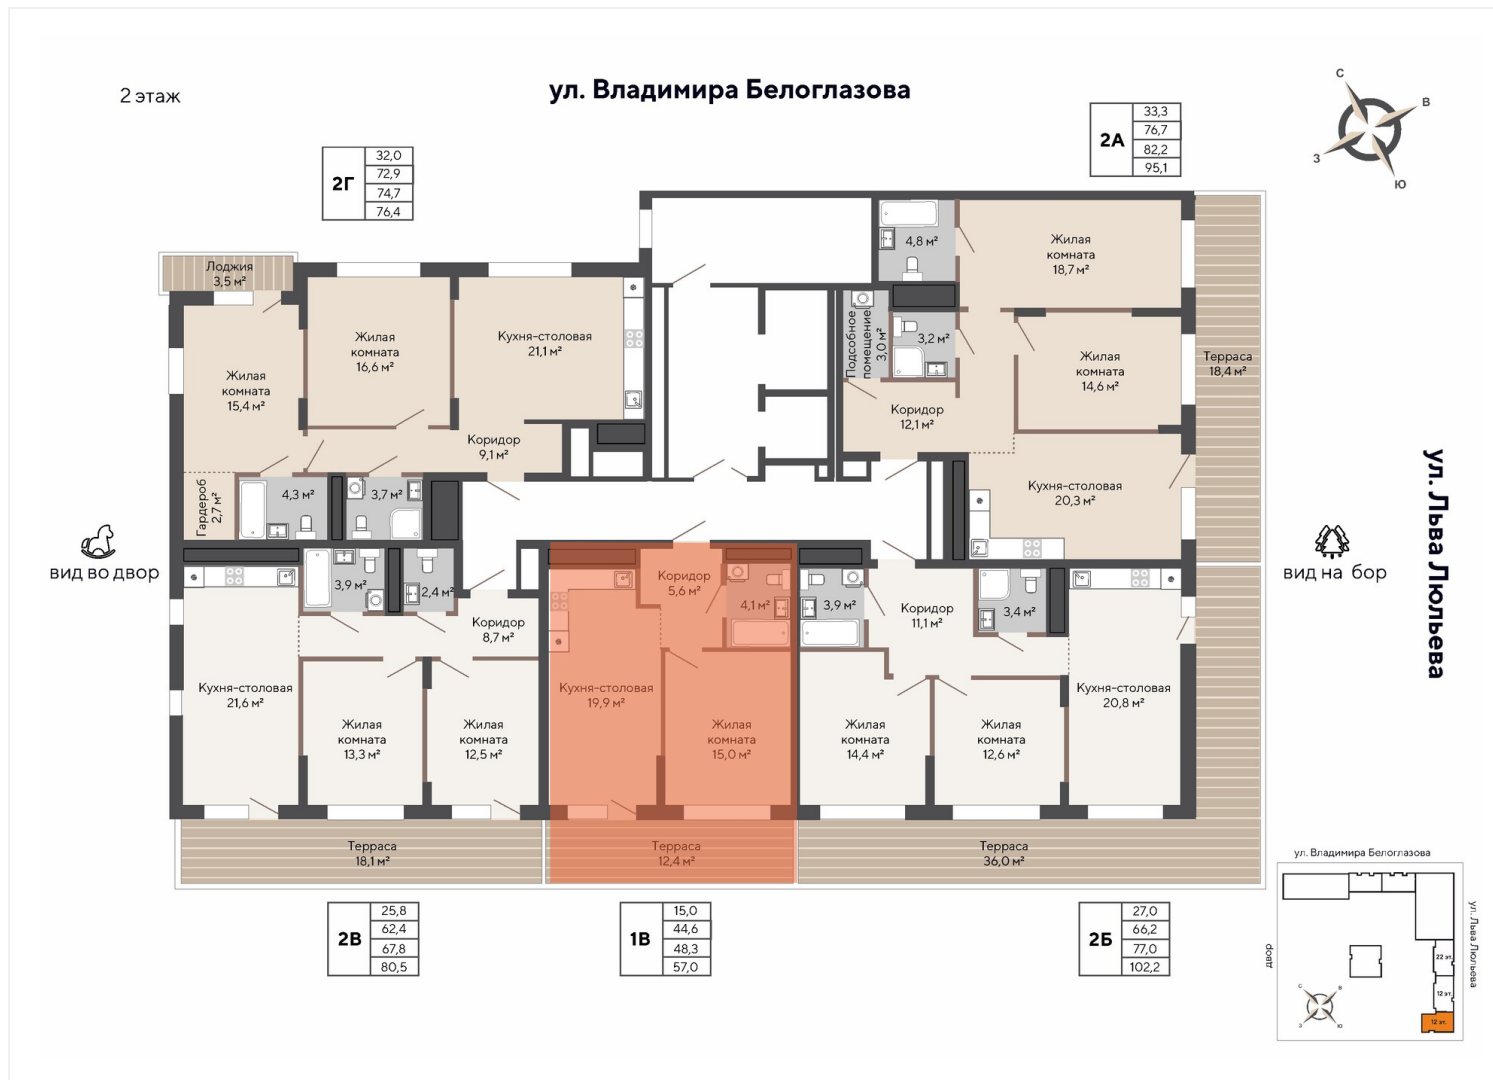 2 этаж
ул. Владимира Белоглазова
С
В
З
Ю
2А
33,3
76,7
82,2
95,1
2Г
32,0
72,9
74,7
76,4
Лоджия
3,5 м²
Жилая
комната
15,4 м²
Жилая
комната
16,6 м²
Кухня-столовая
21,1 м²
Коридор
9,1 м²
Гардероб
2,7 м²
4,3 м²
3,7 м²
4,8 м²
Жилая
комната
18,7 м²
Подсобное
помещение
3,0 м²
3,2 м²
Жилая
комната
14,6 м²
Терраса
18,4 м²
Коридор
12,1 м²
Кухня-столовая
20,3 м²
вид во двор
вид на бор
ул. Льва Люльева
3,9 м²
2,4 м²
Коридор
8,7 м²
Кухня-столовая
21,6 м²
Жилая
комната
13,3 м²
Жилая
комната
12,5 м²
Коридор
5,6 м²
4,1 м²
Кухня-столовая
19,9 м²
Жилая
комната
15,0 м²
3,9 м²
Коридор
11,1 м²
3,4 м²
Кухня-столовая
20,8 м²
Жилая
комната
14,4 м²
Жилая
комната
12,6 м²
Терраса
18,1 м²
Терраса
12,4 м²
Терраса
36,0 м²
2В
25,8
62,4
67,8
80,5
1В
15,0
44,6
48,3
57,0
2Б
27,0
66,2
77,0
102,2
ул. Владимира Белоглазова
ул. Льва Люльева
двор
22 эт.
12 эт.
12 эт.
С
В
З
Ю